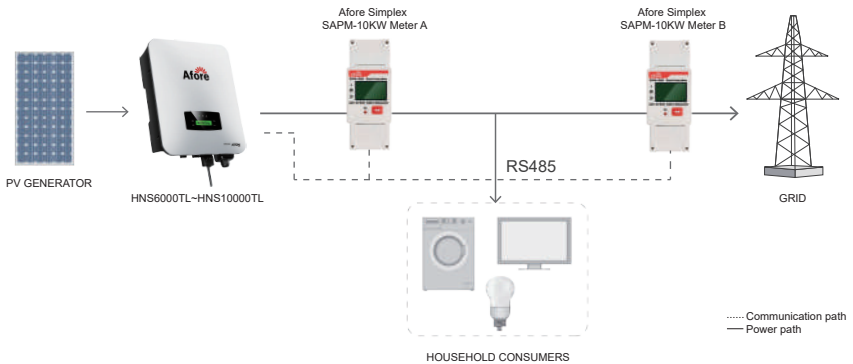 Afore Simplex
SAPM-10KW Meter A
Afore Simplex
SAPM-10KW Meter B
Afore
RS485
PV GENERATOR
HNS6000TL~HNS10000TL
GRID
Communication path
Power path
HOUSEHOLD CONSUMERS